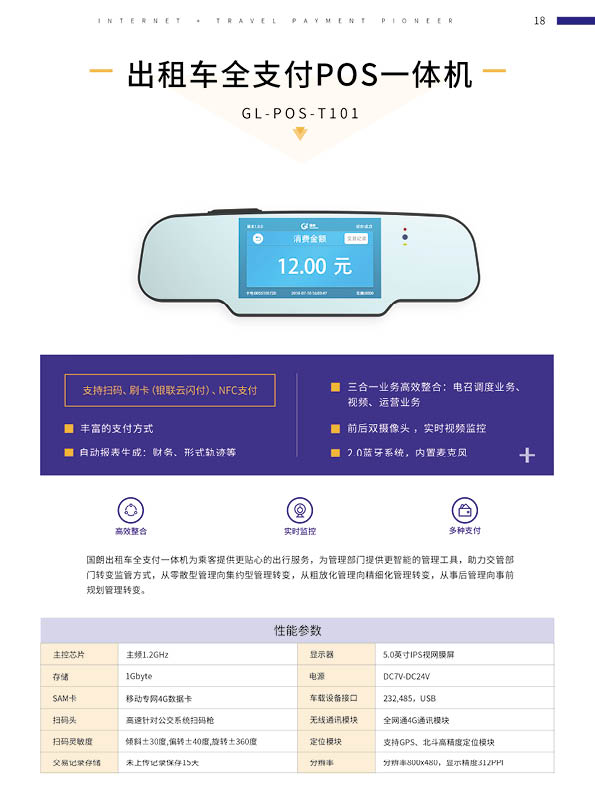 INTERNET + TRAVEL PAYMENT PIONEER
18
出租车全支付POS一体机
GL-POS-T101
消费金额
交易记录
12.00 元
支持扫码、刷卡(银联云闪付)、NFC支付
丰富的支付方式
自动报表生成:财务、形式轨迹等
三合一业务高效整合:电召调度业务、
视频、运营业务
前后双摄像头,实时视频监控
2.0蓝牙系统,内置麦克风
高效整合
实时监控
多种支付
国朗出租车全支付一体机为乘客提供更贴心的出行服务,为管理部门提供更智能的管理工具,助力交管部
门转变监管方式,从零散型管理向集约型管理转变,从粗放化管理向精细化管理转变,从事后管理向事前
规划管理转变。
性能参数
主控芯片 主频1.2GHz 显示器 5.0英寸IPS视网膜屏
存储 1Gbyte 电源 DC7V-DC24V
SAM卡 移动专网4G数据卡 车载设备接口 232,485,USB
扫码头 高速针对公交系统扫码枪 无线通讯模块 全网通4G通讯模块
扫码灵敏度 倾斜±30度,偏转±40度,旋转±360度 定位模块 支持GPS、北斗高精度定位模块
交易记录存储 未上传记录保存15天 分辨率 分辨率800x480,显示精度312PPI